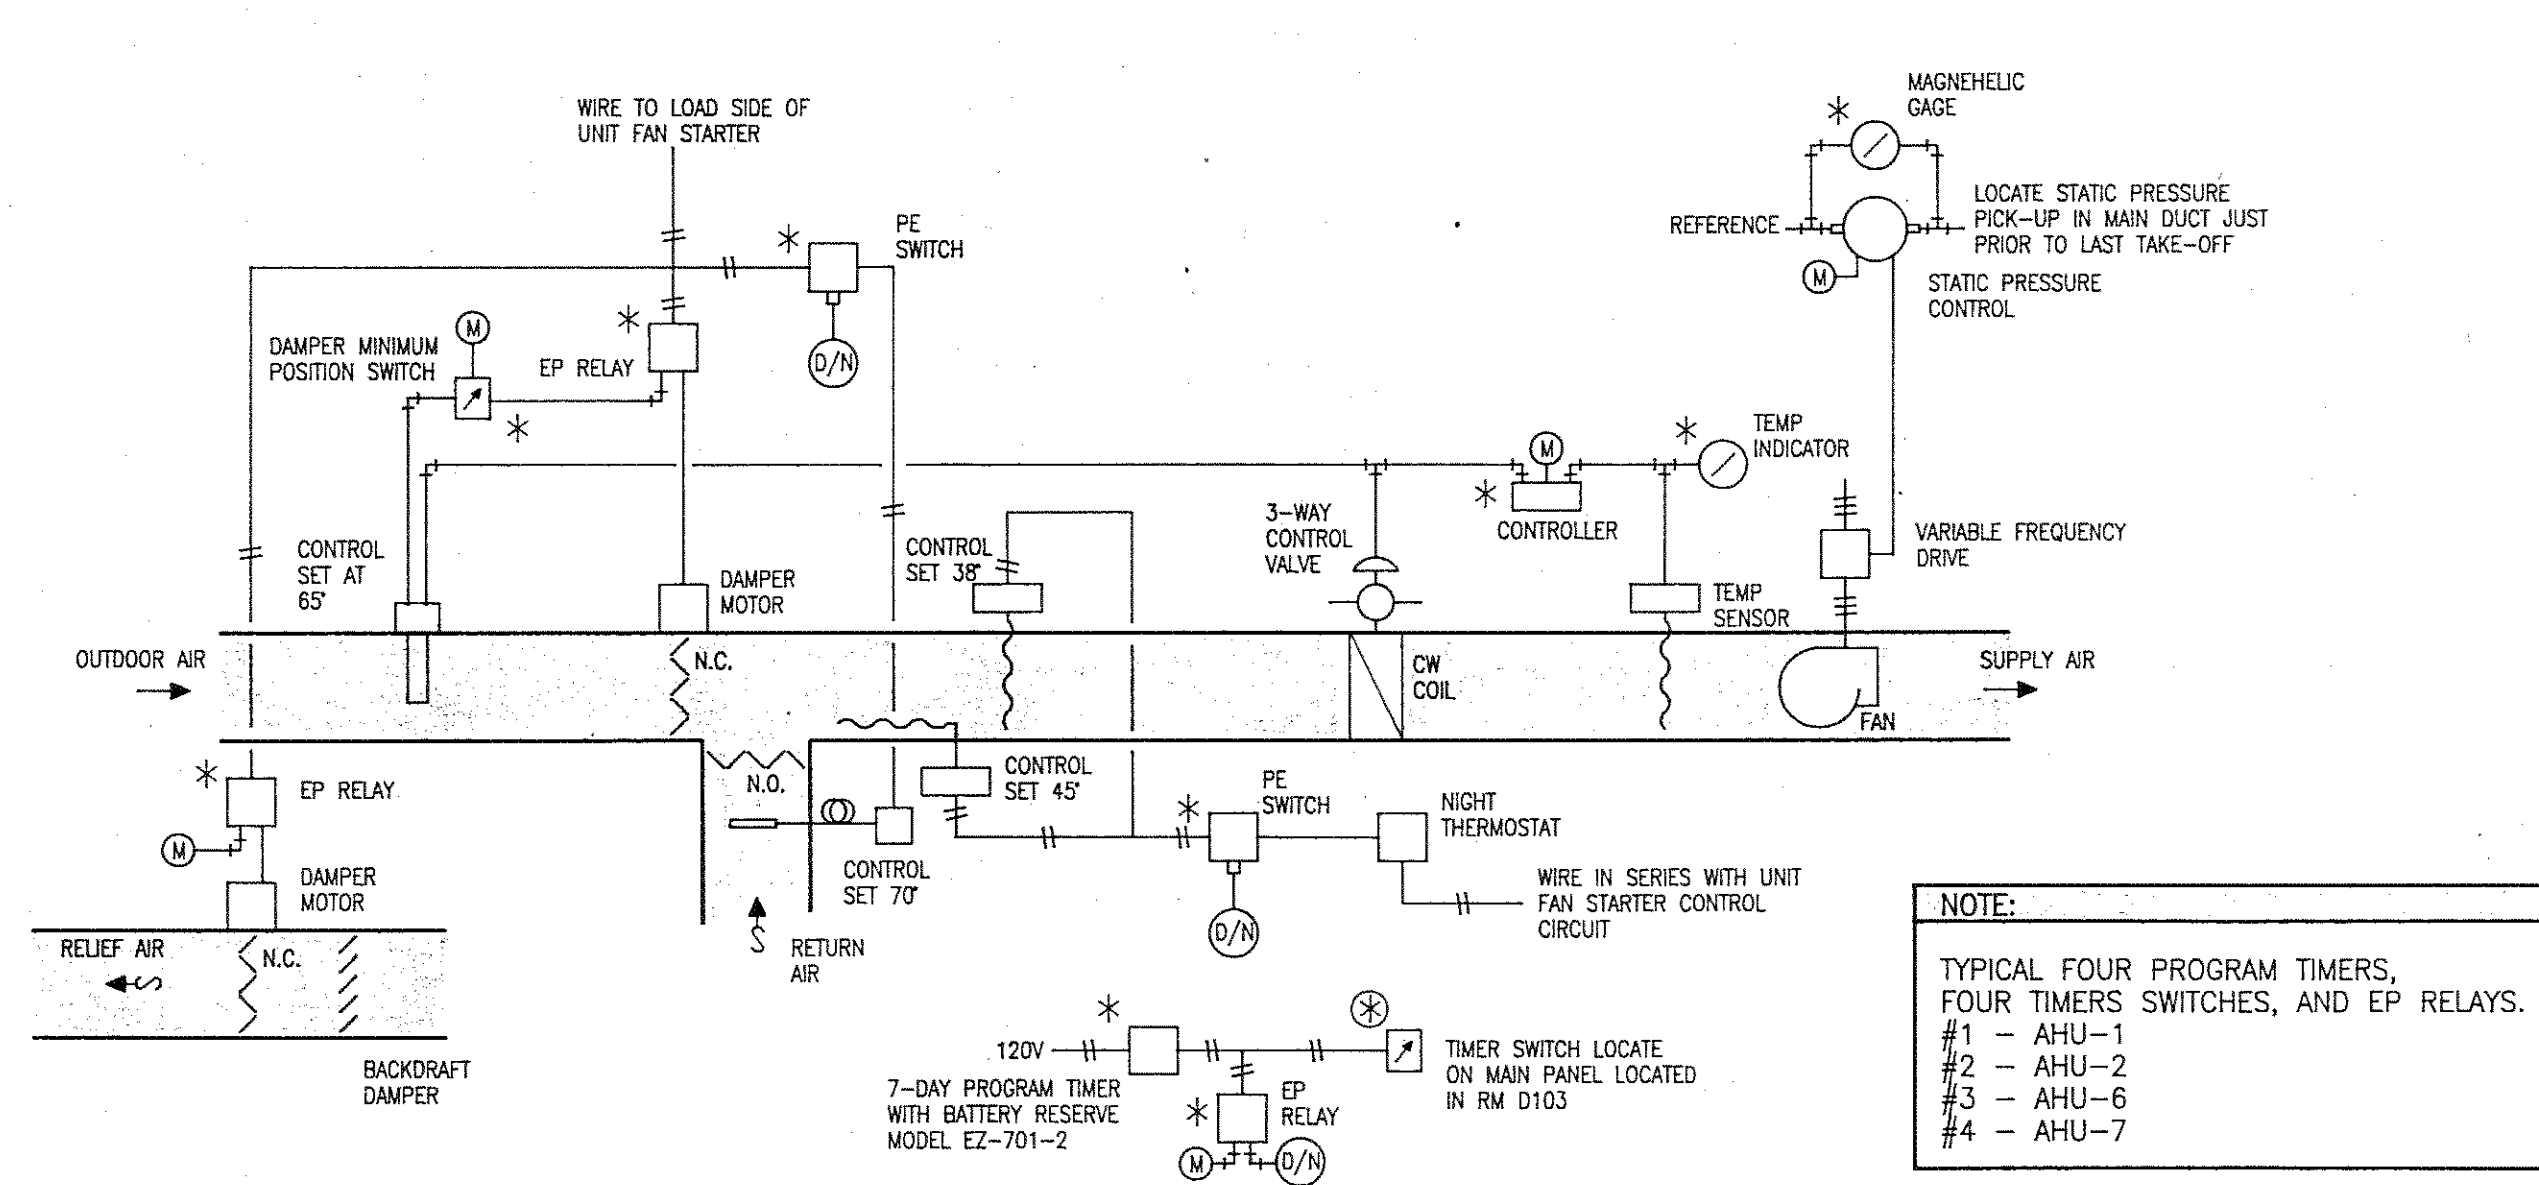 WIRE TO LOAD SIDE OF
UNIT FAN STARTER
PE
SWITCH
D/N
M
DAMPER MINIMUM
POSITION SWITCH
EP RELAY
MAGNEHELIC
GAGE
REFERENCE
LOCATE STATIC PRESSURE
PICK-UP IN MAIN DUCT JUST
PRIOR TO LAST TAKE-OFF
M
STATIC PRESSURE
CONTROL
M
TEMP
INDICATOR
CONTROLLER
3-WAY
CONTROL
VALVE
CONTROL
SET AT
65°
DAMPER
MOTOR
CONTROL
SET 38°
TEMP
SENSOR
VARIABLE FREQUENCY
DRIVE
OUTDOOR AIR
N.C.
CW
COIL
FAN
SUPPLY AIR
EP RELAY
M
DAMPER
MOTOR
N.O.
CONTROL
SET 45°
CONTROL
SET 70°
PE
SWITCH
D/N
NIGHT
THERMOSTAT
WIRE IN SERIES WITH UNIT
FAN STARTER CONTROL
CIRCUIT
RELIEF AIR
N.C.
RETURN
AIR
BACKDRAFT
DAMPER
120V
7-DAY PROGRAM TIMER
WITH BATTERY RESERVE
MODEL EZ-701-2
EP
RELAY
M
D/N
TIMER SWITCH LOCATE
ON MAIN PANEL LOCATED
IN RM D103
NOTE:
TYPICAL FOUR PROGRAM TIMERS,
FOUR TIMERS SWITCHES, AND EP RELAYS.
#1 - AHU-1
#2 - AHU-2
#3 - AHU-6
#4 - AHU-7